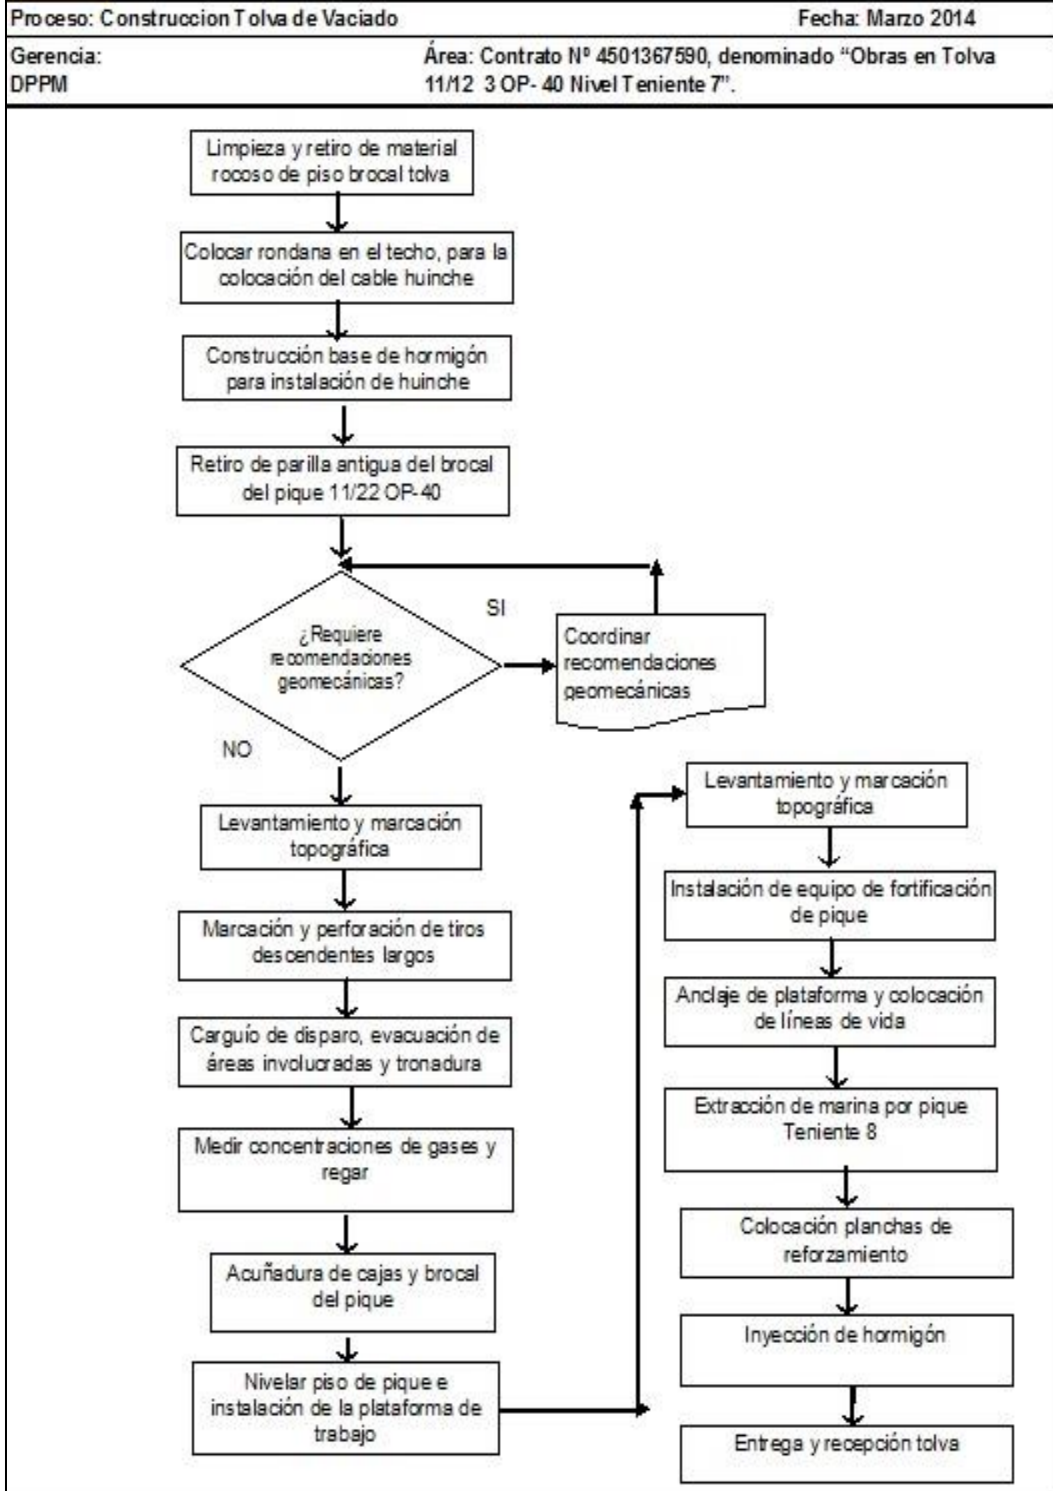 Proceso: Construccion Tolva de Vaciado
Fecha: Marzo 2014
Gerencia:
DPPM
Área: Contrato Nº 4501367590, denominado “Obras en Tolva
11/12 3 OP- 40 Nivel Teniente 7”.
Limpieza y retiro de material
rocoso de piso brocal tolva
Colocar rondana en el techo, para la
colocación del cable huinche
Construcción base de hormigón
para instalación de huinche
Retiro de parilla antigua del brocal
del pique 11/22 OP-40
¿Requiere
recomendaciones
geomecánicas?
SI
Coordinar
recomendaciones
geomecánicas
NO
Levantamiento y marcación
topográfica
Marcación y perforación de tiros
descendentes largos
Carguío de disparo, evacuación de
áreas involucradas y tronadura
Medir concentraciones de gases y
regar
Acuñadura de cajas y brocal
del pique
Nivelar piso de pique e
instalación de la plataforma de
trabajo
Levantamiento y marcación
topográfica
Instalación de equipo de fortificación
de pique
Anclaje de plataforma y colocación
de líneas de vida
Extracción de marina por pique
Teniente 8
Colocación planchas de
reforzamiento
Inyección de hormigón
Entrega y recepción tolva